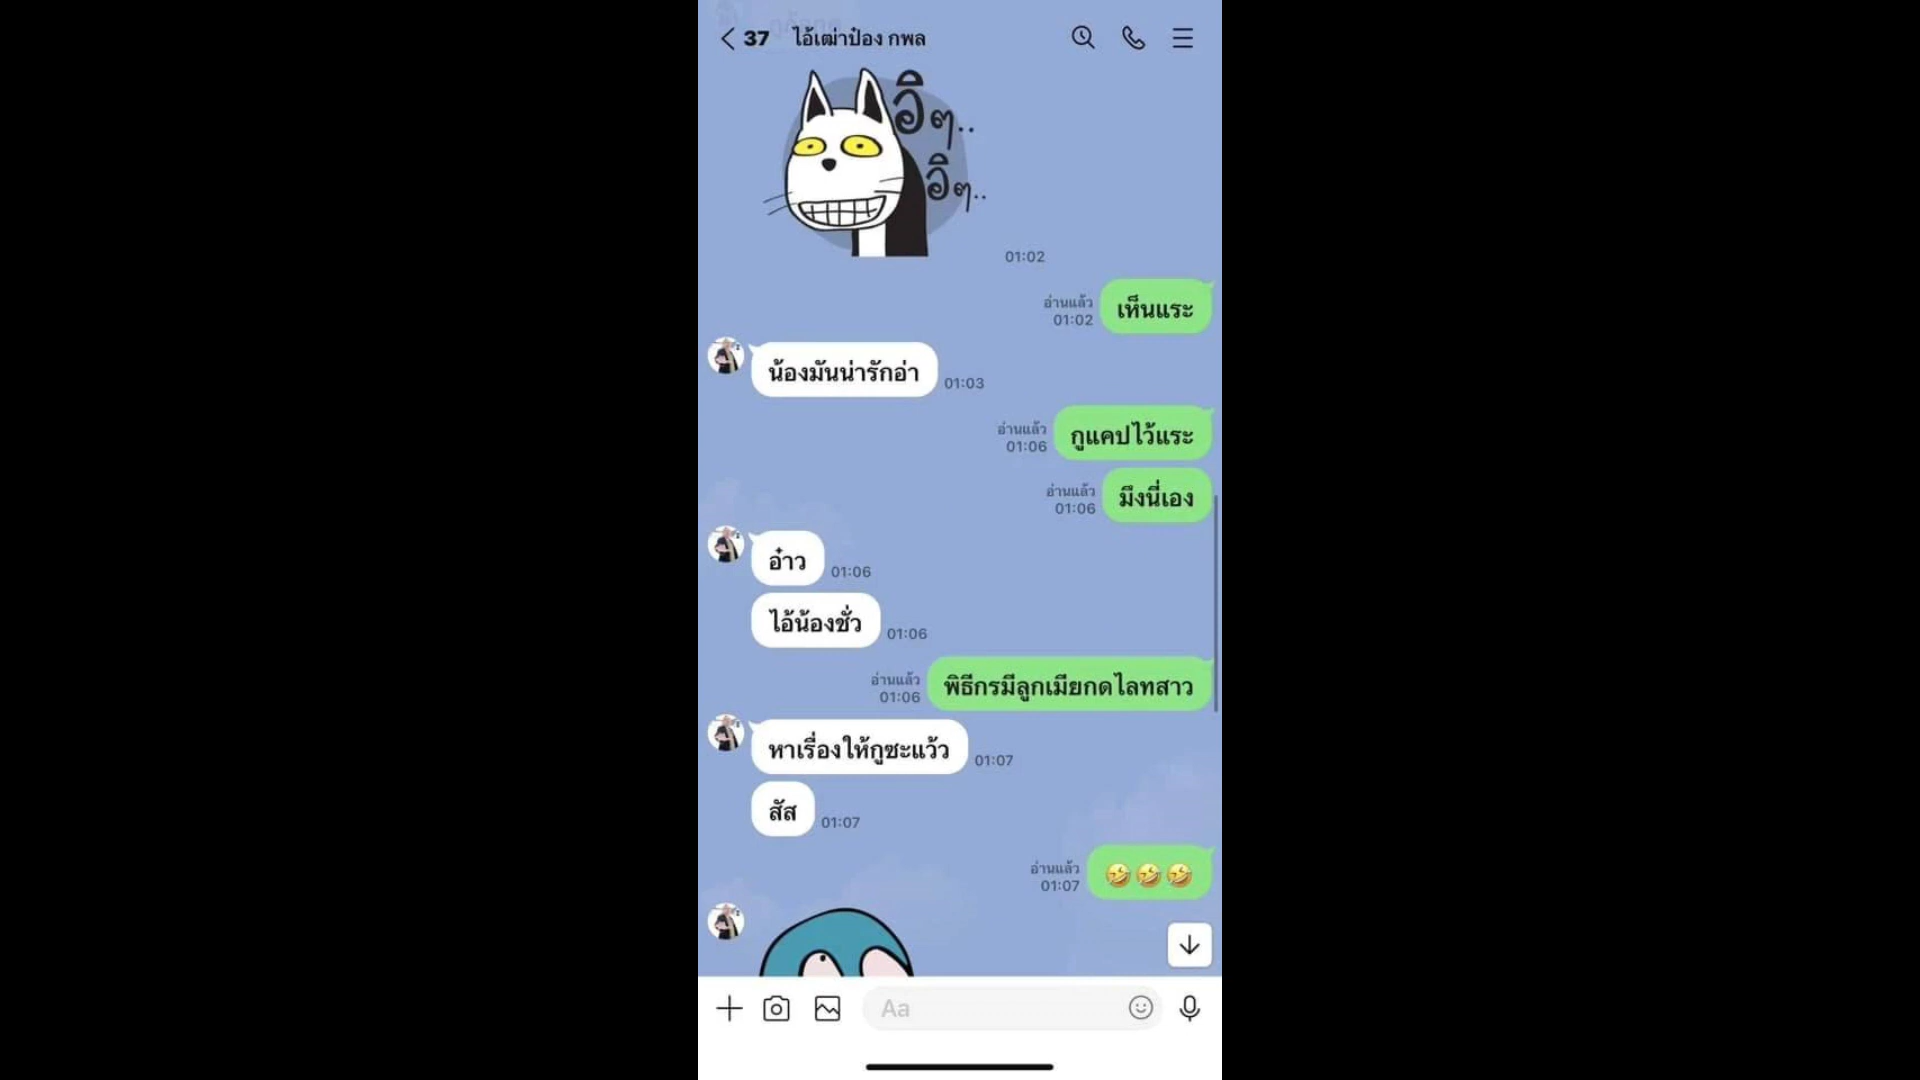 37 ไอ้เฒ่าป๋อง กพล
อิๆ..
อิๆ..
01:02
อ่านแล้ว
01:02
เห็นแระ
น้องมันน่ารักอ่า
01:03
อ่านแล้ว
01:06
กูแคปไว้แระ
อ่านแล้ว
01:06
มึงนี่เอง
อ๋าว
01:06
ไอ้น้องชั่ว
01:06
อ่านแล้ว
01:06
พิธีกรมีลูกเมียกดไลทสาว
หาเรื่องให้กูซะแว้ว
01:07
สัส
01:07
อ่านแล้ว
01:07
🤣🤣🤣
Aa